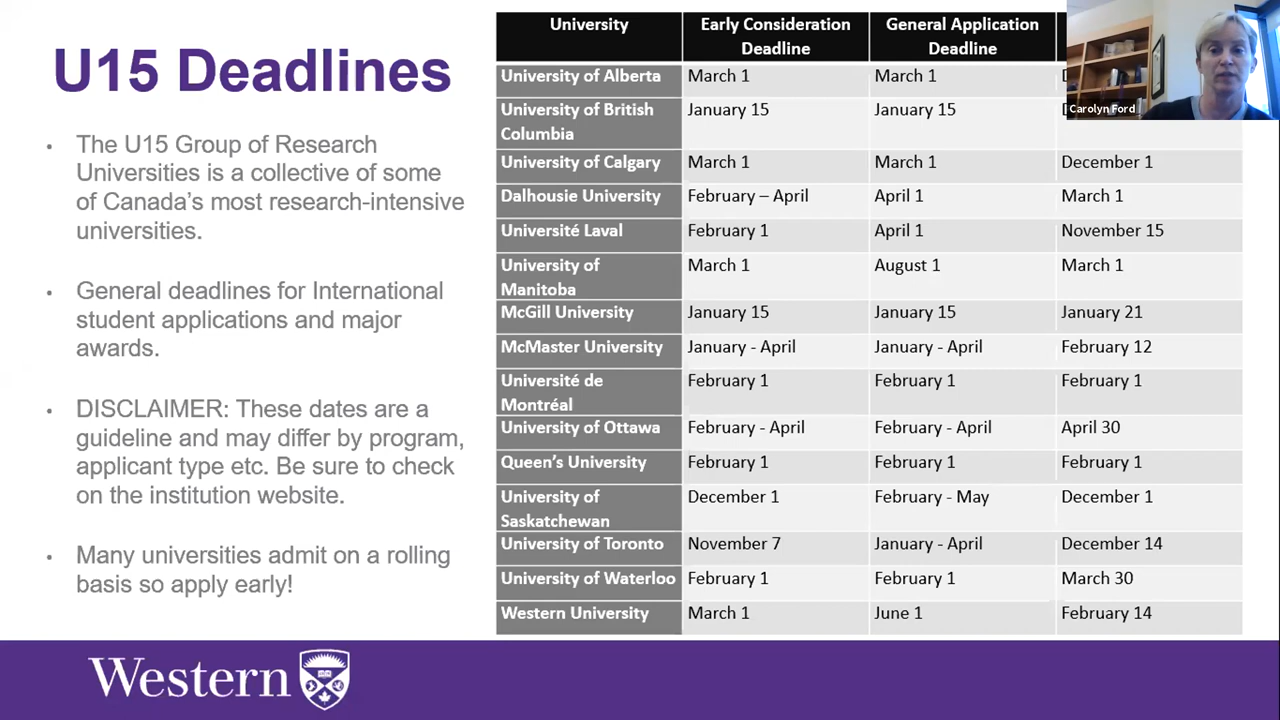 U15 Deadlines
The U15 Group of Research
Universities is a collective of some
of Canada's most research-intensive
universities.
General deadlines for International
student applications and major
awards.
DISCLAIMER: These dates are a
guideline and may differ by program,
applicant type etc. Be sure to check
on the institution website.
Many universities admit on a rolling
basis so apply early!
University Early Consideration Deadline General Application Deadline
University of Alberta March 1 March 1
University of British Columbia January 15 January 15
University of Calgary March 1 March 1 December 1
Dalhousie University February – April April 1 March 1
Université Laval February 1 April 1 November 15
University of Manitoba March 1 August 1 March 1
McGill University January 15 January 15 January 21
McMaster University January - April January - April February 12
Université de Montréal February 1 February 1 February 1
University of Ottawa February - April February - April April 30
Queen's University February 1 February 1 February 1
University of Saskatchewan December 1 February - May December 1
University of Toronto November 7 January - April December 14
University of Waterloo February 1 February 1 March 30
Western University March 1 June 1 February 14
Carolyn Ford
Western